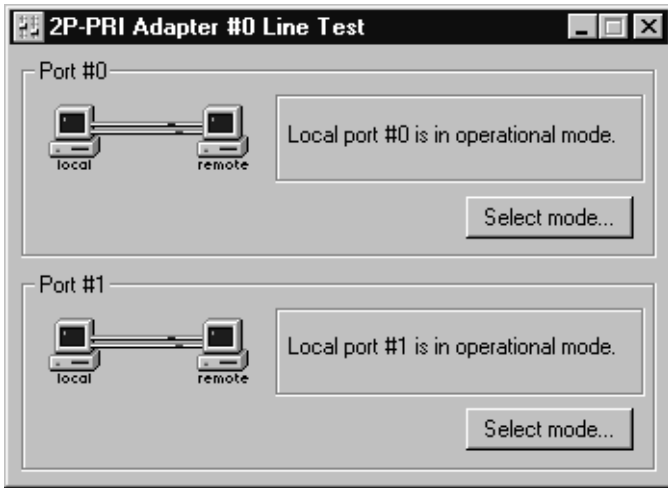 2P-PRI Adapter #0 Line Test
Port #0
local
remote
Local port #0 is in operational mode.
Select mode...
Port #1
local
remote
Local port #1 is in operational mode.
Select mode...